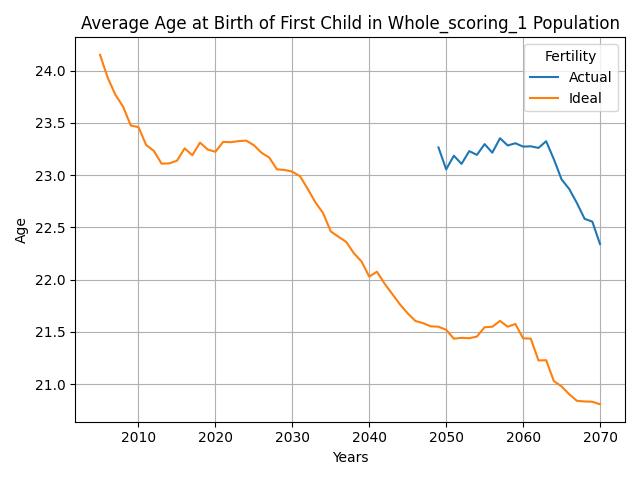 Average Age at Birth of First Child in Whole_scoring_1 Population
Fertility
Actual
Ideal
24.0
23.5
23.0
22.5
22.0
21.5
21.0
Age
2010 2020 2030 2040 2050 2060 2070
Years